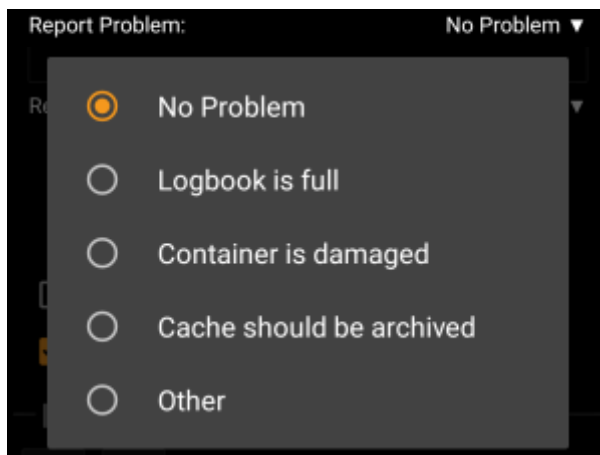 Report Problem: No Problem ▼
No Problem
Logbook is full
Container is damaged
Cache should be archived
Other